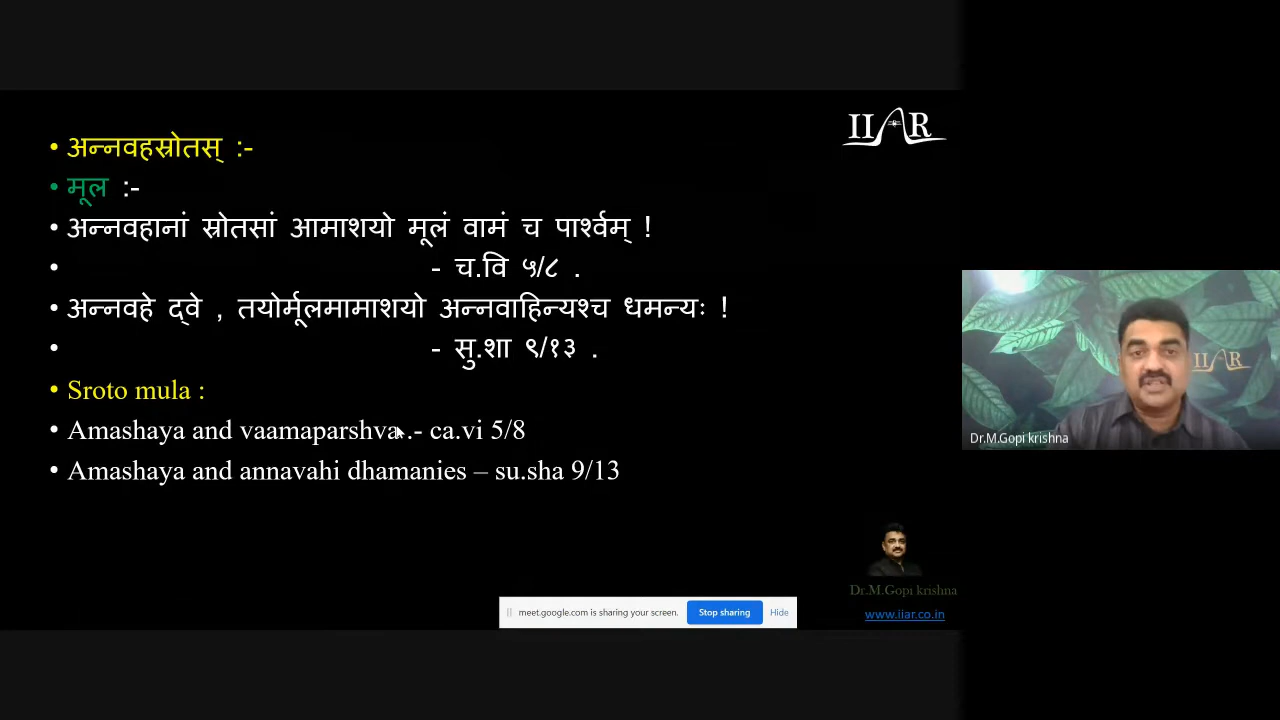 • अन्नवहस्रोतस् :-
• मूल :-
• अन्नवहानां स्रोतसां आमाशयो मूलं वामं च पार्श्वम् !
• - च.वि ५/८ .
• अन्नवहे द्वे , तयोर्मूलमामाशयो अन्नवाहिन्यश्च धमन्यः !
• - सु.शा ९/१३ .
• Sroto mula :
• Amashaya and vaamaparshva..- ca.vi 5/8
• Amashaya and annavahi dhamanies – su.sha 9/13
IIAR
IIAR
Dr.M.Gopi krishna
Dr.M.Gopi krishna
www.iiar.co.in
meet.google.com is sharing your screen. Stop sharing Hide